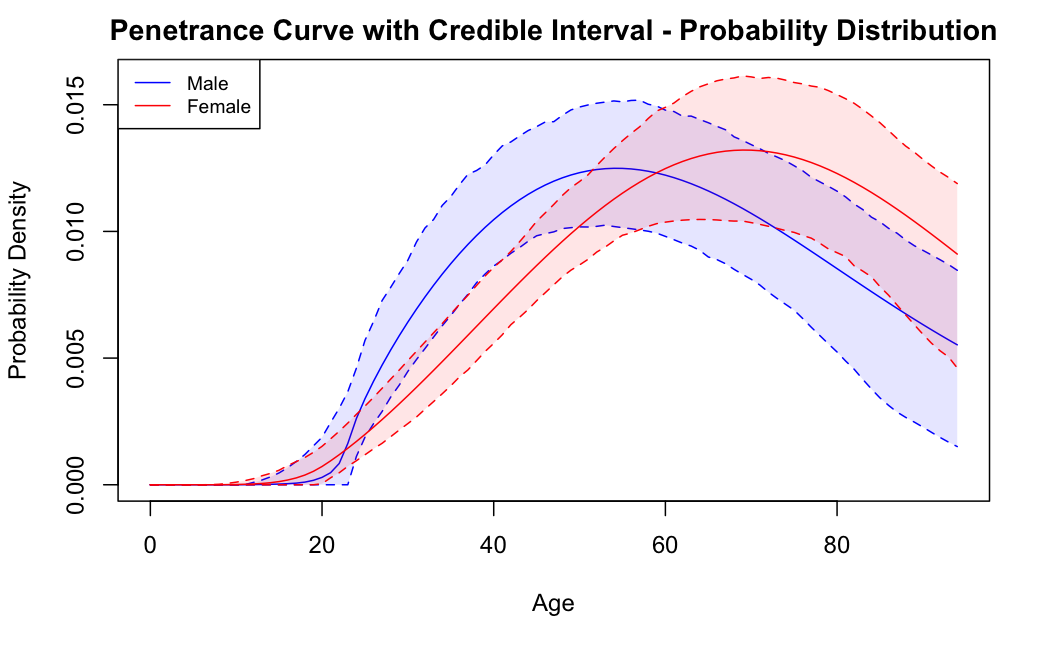 Penetrance Curve with Credible Interval - Probability Distribution
Male
Female
Probability Density
0.015
0.010
0.005
0.000
0 20 40 60 80
Age